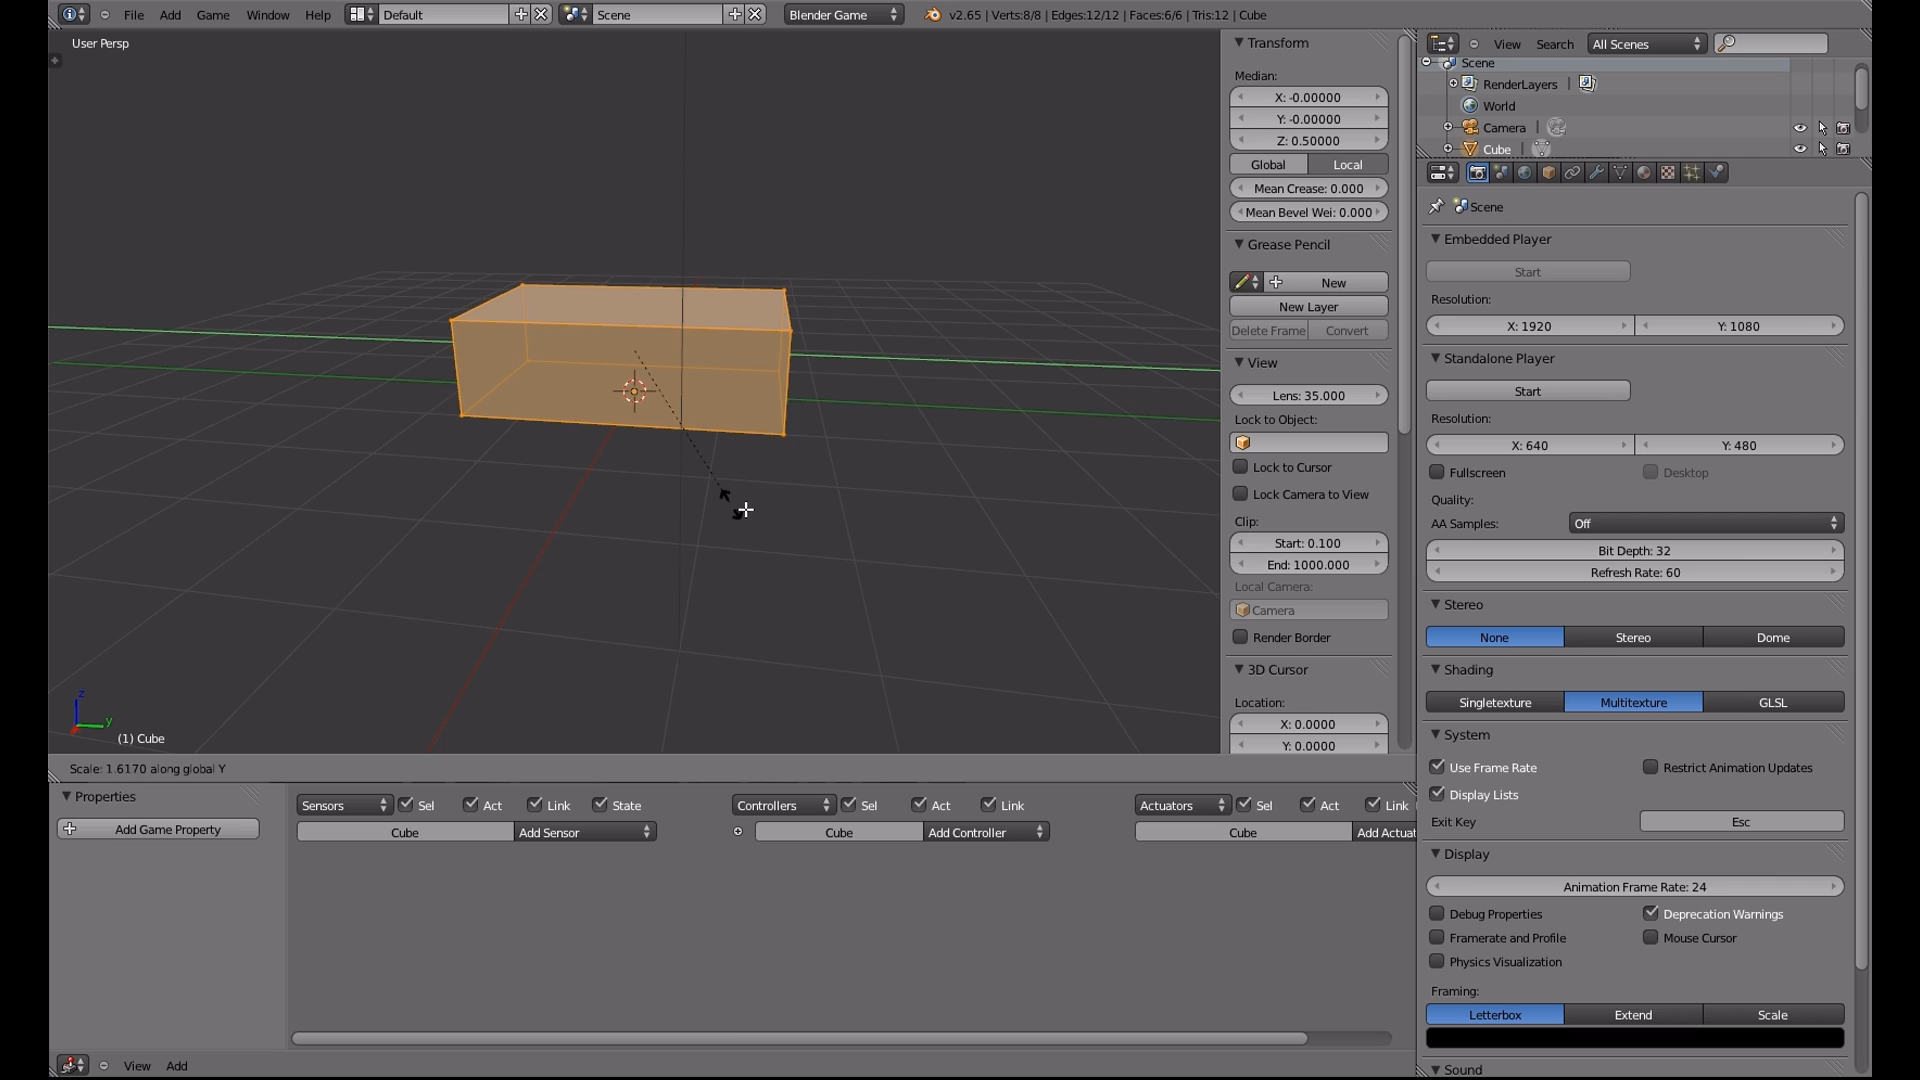 File Add Game Window Help Default Scene Blender Game v2.65 | Verts:8/8 | Edges:12/12 | Faces:6/6 | Tris:12 | Cube
User Persp
z
y
(1) Cube
Scale: 1.6170 along global Y
Transform
Median:
X: -0.00000
Y: -0.00000
Z: 0.50000
Global Local
Mean Crease: 0.000
Mean Bevel Wei: 0.000
Grease Pencil
New
New Layer
Delete Frame Convert
View
Lens: 35.000
Lock to Object:
Lock to Cursor
Lock Camera to View
Clip:
Start: 0.100
End: 1000.000
Local Camera:
Camera
Render Border
3D Cursor
Location:
X: 0.0000
Y: 0.0000
View Search All Scenes
Scene
RenderLayers |
World
Camera |
Cube |
Scene
Embedded Player
Start
Resolution:
X: 1920 Y: 1080
Standalone Player
Start
Resolution:
X: 640 Y: 480
Fullscreen Desktop
Quality:
AA Samples: Off
Bit Depth: 32
Refresh Rate: 60
Stereo
None Stereo Dome
Shading
Singletexture Multitexture GLSL
System
Use Frame Rate Restrict Animation Updates
Display Lists
Exit Key Esc
Display
Animation Frame Rate: 24
Debug Properties Deprecation Warnings
Framerate and Profile Mouse Cursor
Physics Visualization
Framing:
Letterbox Extend Scale
Sound
Properties
Add Game Property
Sensors Sel Act Link State Controllers Sel Act Link Actuators Sel Act Link
Cube Add Sensor Cube Add Controller Cube Add Actuat
View Add